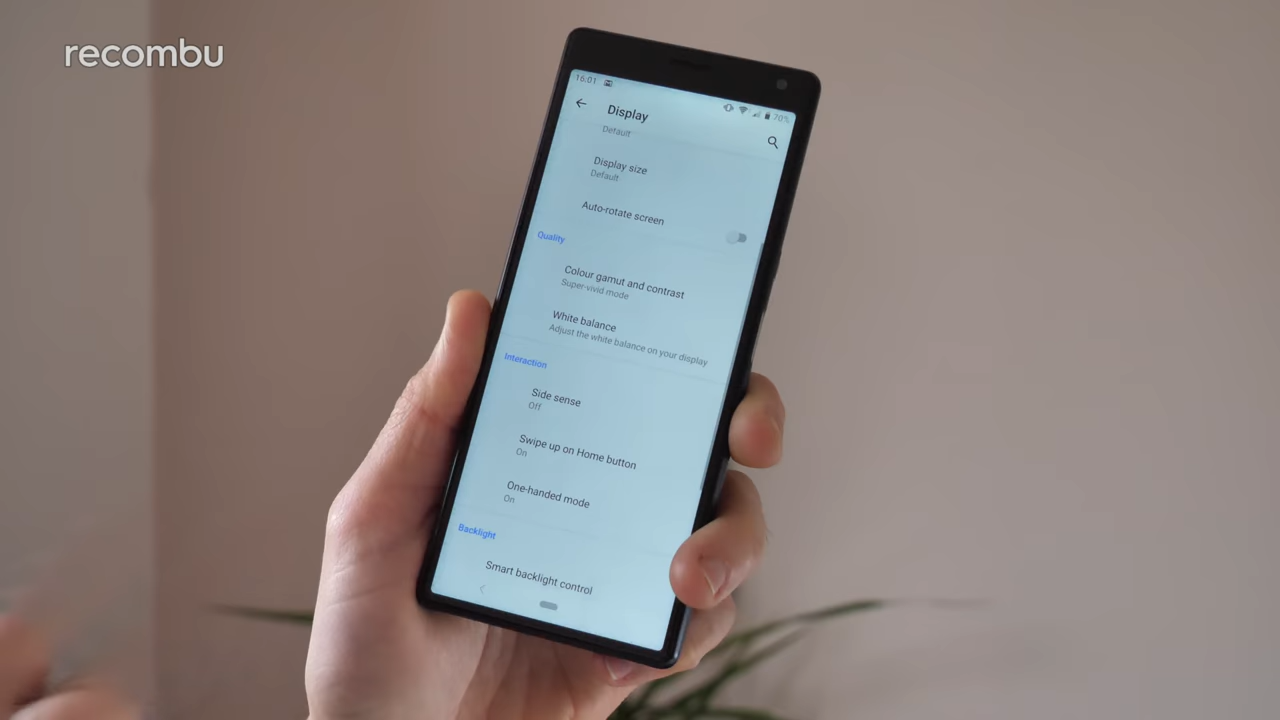 recombu
16:01
70%
Display
Default
Display size
Default
Auto-rotate screen
Quality
Colour gamut and contrast
Super-vivid mode
White balance
Adjust the white balance on your display
Interaction
Side sense
Off
Swipe up on Home button
On
One-handed mode
On
Backlight
Smart backlight control